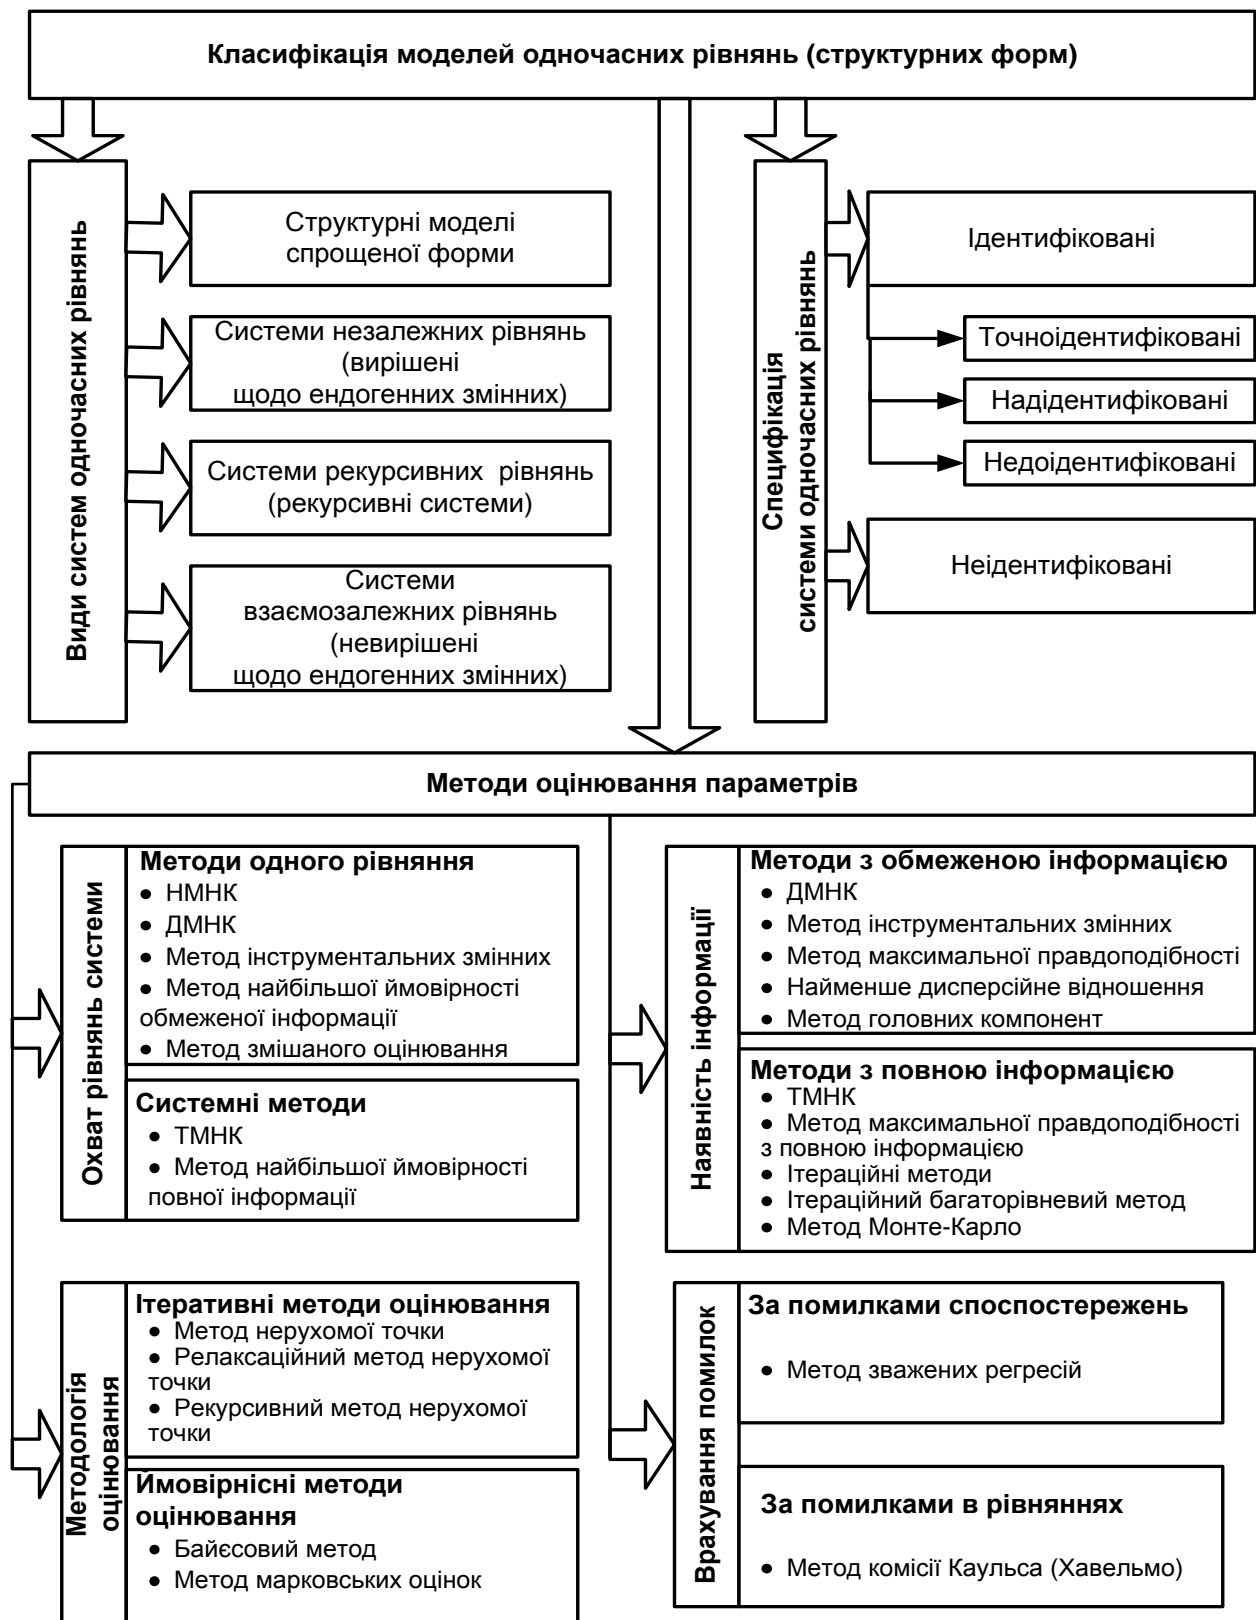 Класифікація моделей одночасних рівнянь (структурних форм)
Види систем одночасних рівнянь
Структурні моделі
спрощеної форми
Системи незалежних рівнянь
(вирішені
щодо ендогенних змінних)
Системи рекурсивних рівнянь
(рекурсивні системи)
Системи
взаємозалежних рівнянь
(невирішені
щодо ендогенних змінних)
Специфікація
системи одночасних рівнянь
Ідентифіковані
Точноідентифіковані
Надідентифіковані
Недоідентифіковані
Неідентифіковані
Методи оцінювання параметрів
Охват рівнянь системи
Методи одного рівняння
• НМНК
• ДМНК
• Метод інструментальних змінних
• Метод найбільшої ймовірності
обмеженої інформації
• Метод змішаного оцінювання
Системні методи
• ТМНК
• Метод найбільшої ймовірності
повної інформації
Наявність інформації
Методи з обмеженою інформацією
• ДМНК
• Метод інструментальних змінних
• Метод максимальної правдоподібності
• Найменше дисперсійне відношення
• Метод головних компонент
Методи з повною інформацією
• ТМНК
• Метод максимальної правдоподібності
з повною інформацією
• Ітераційні методи
• Ітераційний багаторівневий метод
• Метод Монте-Карло
Методологія
оцінювання
Ітеративні методи оцінювання
• Метод нерухомої точки
• Релаксаційний метод нерухомої
точки
• Рекурсивний метод нерухомої
точки
Ймовірнісні методи
оцінювання
• Байєсовий метод
• Метод марковських оцінок
Врахування помилок
За помилками споспостережень
• Метод зважених регресій
За помилками в рівняннях
• Метод комісії Каульса (Хавельмо)